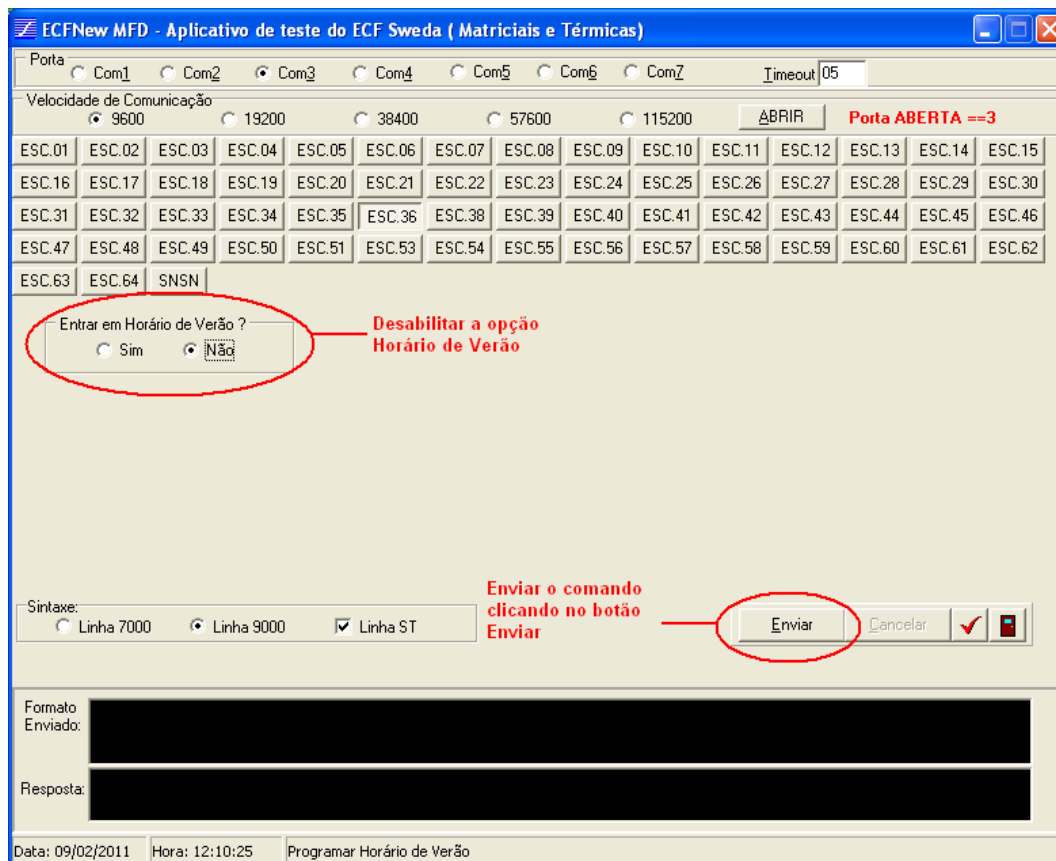 ECFNew MFD - Aplicativo de teste do ECF Sweda ( Matriciais e Térmicas)
Porta
Com1 Com2 Com3 Com4 Com5 Com6 Com7 Timeout 05
Velocidade de Comunicação
9600 19200 38400 57600 115200 ABRIR Porta ABERTA ==3
ESC.01 ESC.02 ESC.03 ESC.04 ESC.05 ESC.06 ESC.07 ESC.08 ESC.09 ESC.10 ESC.11 ESC.12 ESC.13 ESC.14 ESC.15
ESC.16 ESC.17 ESC.18 ESC.19 ESC.20 ESC.21 ESC.22 ESC.23 ESC.24 ESC.25 ESC.26 ESC.27 ESC.28 ESC.29 ESC.30
ESC.31 ESC.32 ESC.33 ESC.34 ESC.35 ESC.36 ESC.38 ESC.39 ESC.40 ESC.41 ESC.42 ESC.43 ESC.44 ESC.45 ESC.46
ESC.47 ESC.48 ESC.49 ESC.50 ESC.51 ESC.53 ESC.54 ESC.55 ESC.56 ESC.57 ESC.58 ESC.59 ESC.60 ESC.61 ESC.62
ESC.63 ESC.64 SNSN
Entrar em Horário de Verão ?
Sim Não
Desabilitar a opção
Horário de Verão
Enviar o comando
clicando no botão
Enviar
Sintaxe:
Linha 7000 Linha 9000 Linha ST
Enviar Cancelar
Formato
Enviado:
Resposta:
Data: 09/02/2011 Hora: 12:10:25 Programar Horário de Verão